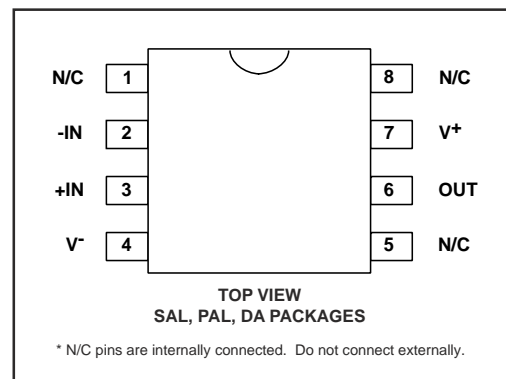 N/C 1 8 N/C
-IN 2 7 V+
+IN 3 6 OUT
V- 4 5 N/C
TOP VIEW
SAL, PAL, DA PACKAGES
* N/C pins are internally connected. Do not connect externally.